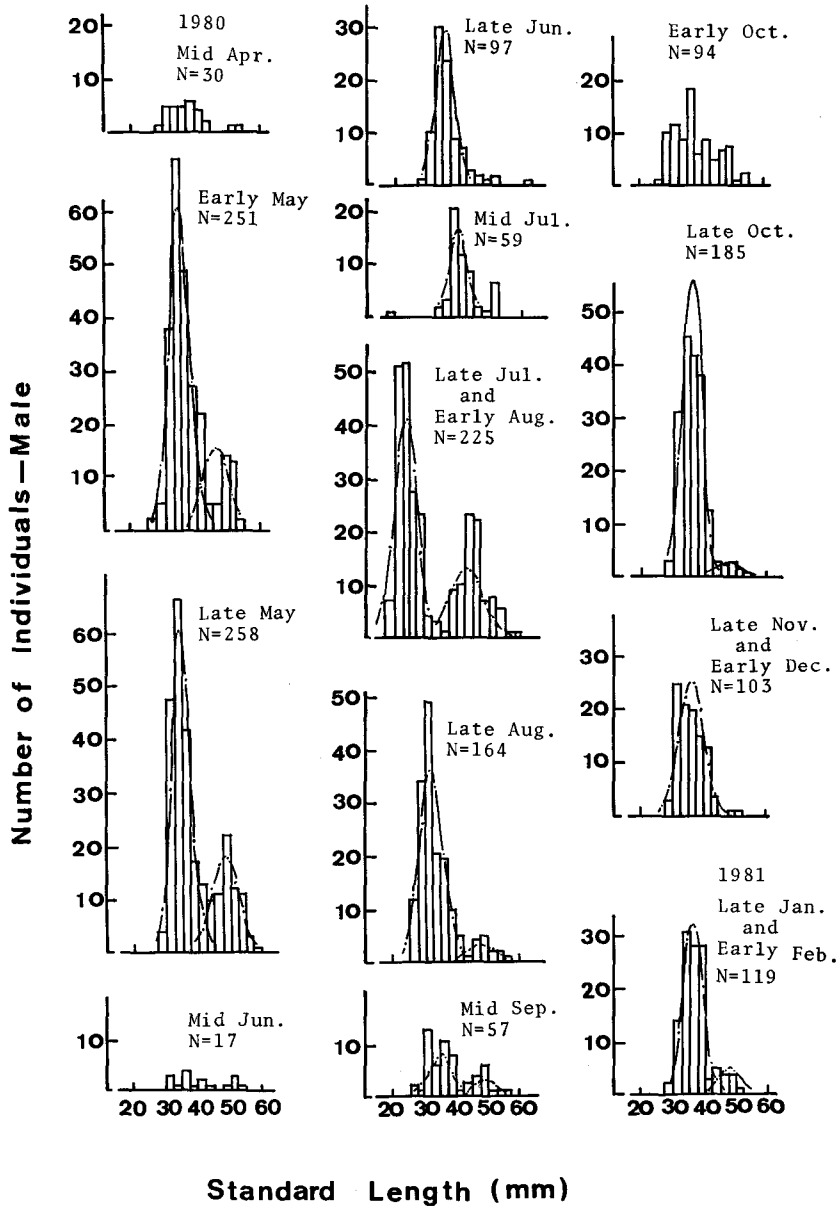 Number of Individuals—Male
1980
Mid Apr.
N=30
20
10
Early May
N=251
60
50
40
30
20
10
Late May
N=258
60
50
40
30
20
10
Mid Jun.
N=17
10
20 30 40 50 60
Late Jun.
N=97
30
20
10
Mid Jul.
N=59
20
10
Late Jul.
and
Early Aug.
N=225
50
40
30
20
10
Late Aug.
N=164
50
40
30
20
10
Mid Sep.
N=57
10
20 30 40 50 60
Early Oct.
N=94
20
10
Late Oct.
N=185
50
40
30
20
10
Late Nov.
and
Early Dec.
N=103
30
20
10
1981
Late Jan.
and
Early Feb.
N=119
30
20
10
20 30 40 50 60
Standard Length (mm)